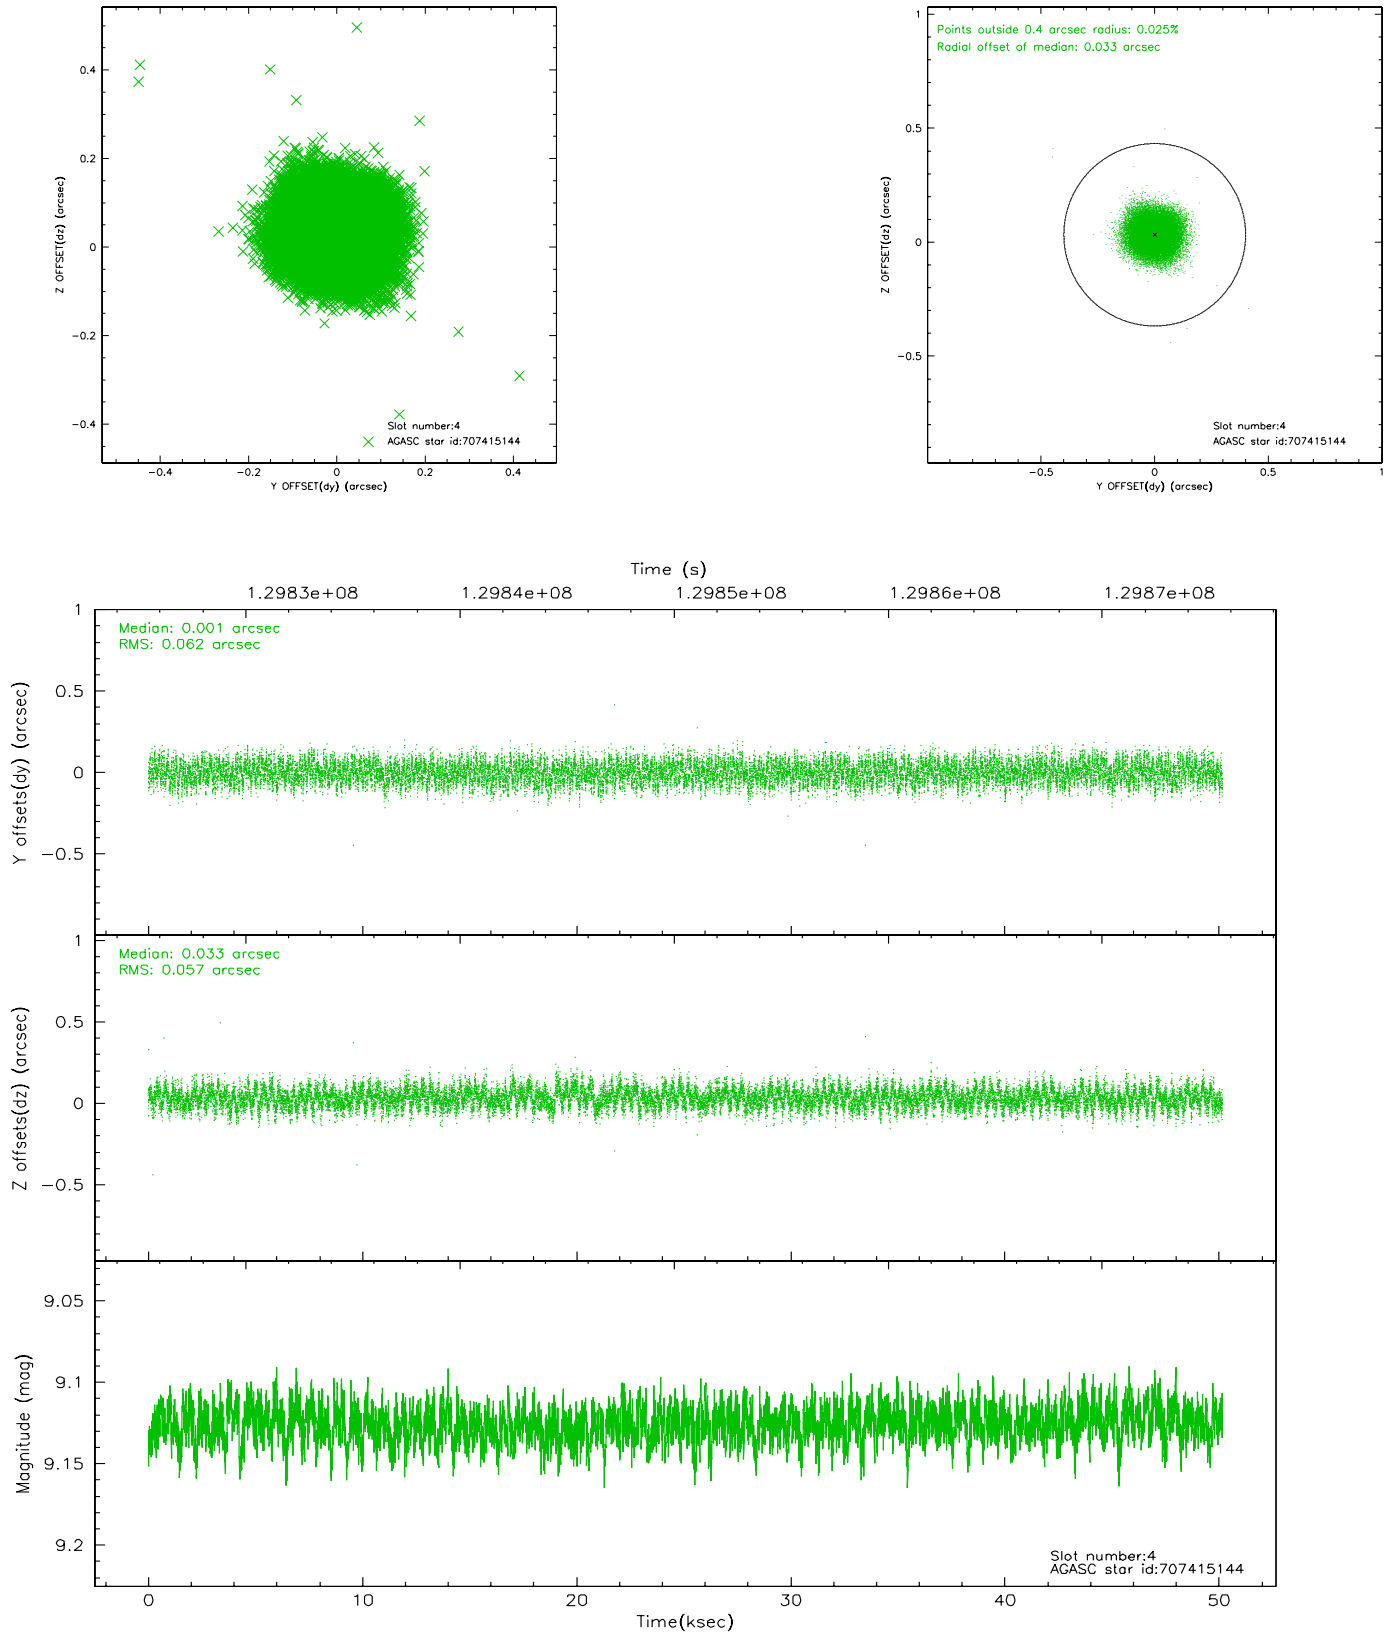 0.4
0.2
0
−0.2
−0.4
Z OFFSET(dz) (arcsec)
Slot number:4
AGASC star id:707415144
−0.4 −0.2 0 0.2 0.4
Y OFFSET(dy) (arcsec)
Points outside 0.4 arcsec radius: 0.025%
Radial offset of median: 0.033 arcsec
1
0.5
0
−0.5
Z OFFSET(dz) (arcsec)
Slot number:4
AGASC star id:707415144
−0.5 0 0.5 1
Y OFFSET(dy) (arcsec)
Time (s)
1.2983e+08 1.2984e+08 1.2985e+08 1.2986e+08 1.2987e+08
Median: 0.001 arcsec
RMS: 0.062 arcsec
1
0.5
0
−0.5
Y offsets(dy) (arcsec)
Median: 0.033 arcsec
RMS: 0.057 arcsec
1
0.5
0
−0.5
Z offsets(dz) (arcsec)
9.05
9.1
9.15
9.2
Magnitude (mag)
Slot number:4
AGASC star id:707415144
0 10 20 30 40 50
Time(ksec)